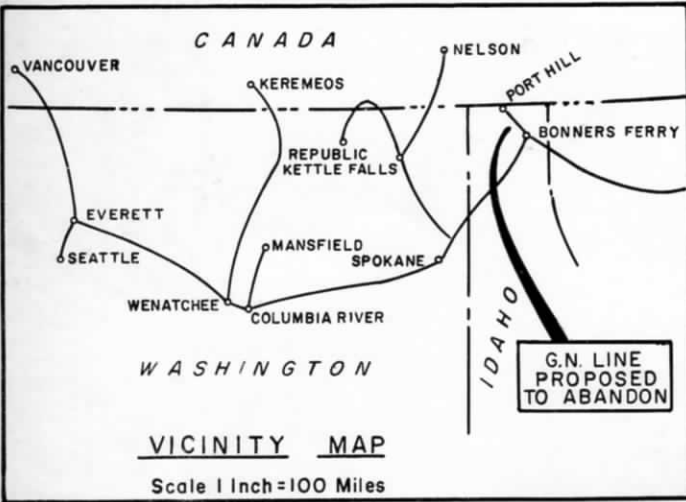 CANADA
VANCOUVER
NELSON
KEREMEOS
PORT HILL
BONNERS FERRY
REPUBLIC
KETTLE FALLS
EVERETT
MANSFIELD
SEATTLE
SPOKANE
WENATCHEE
COLUMBIA RIVER
IDAHO
WASHINGTON
G.N. LINE
PROPOSED
TO ABANDON
VICINITY MAP
Scale 1 Inch=100 Miles